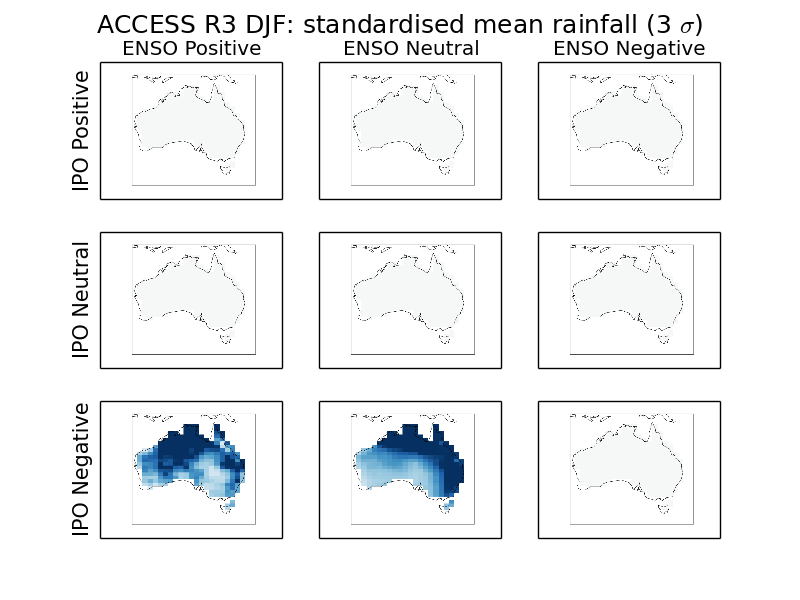 ACCESS R3 DJF: standardised mean rainfall (3 σ)
ENSO Positive ENSO Neutral ENSO Negative
IPO Positive
IPO Neutral
IPO Negative